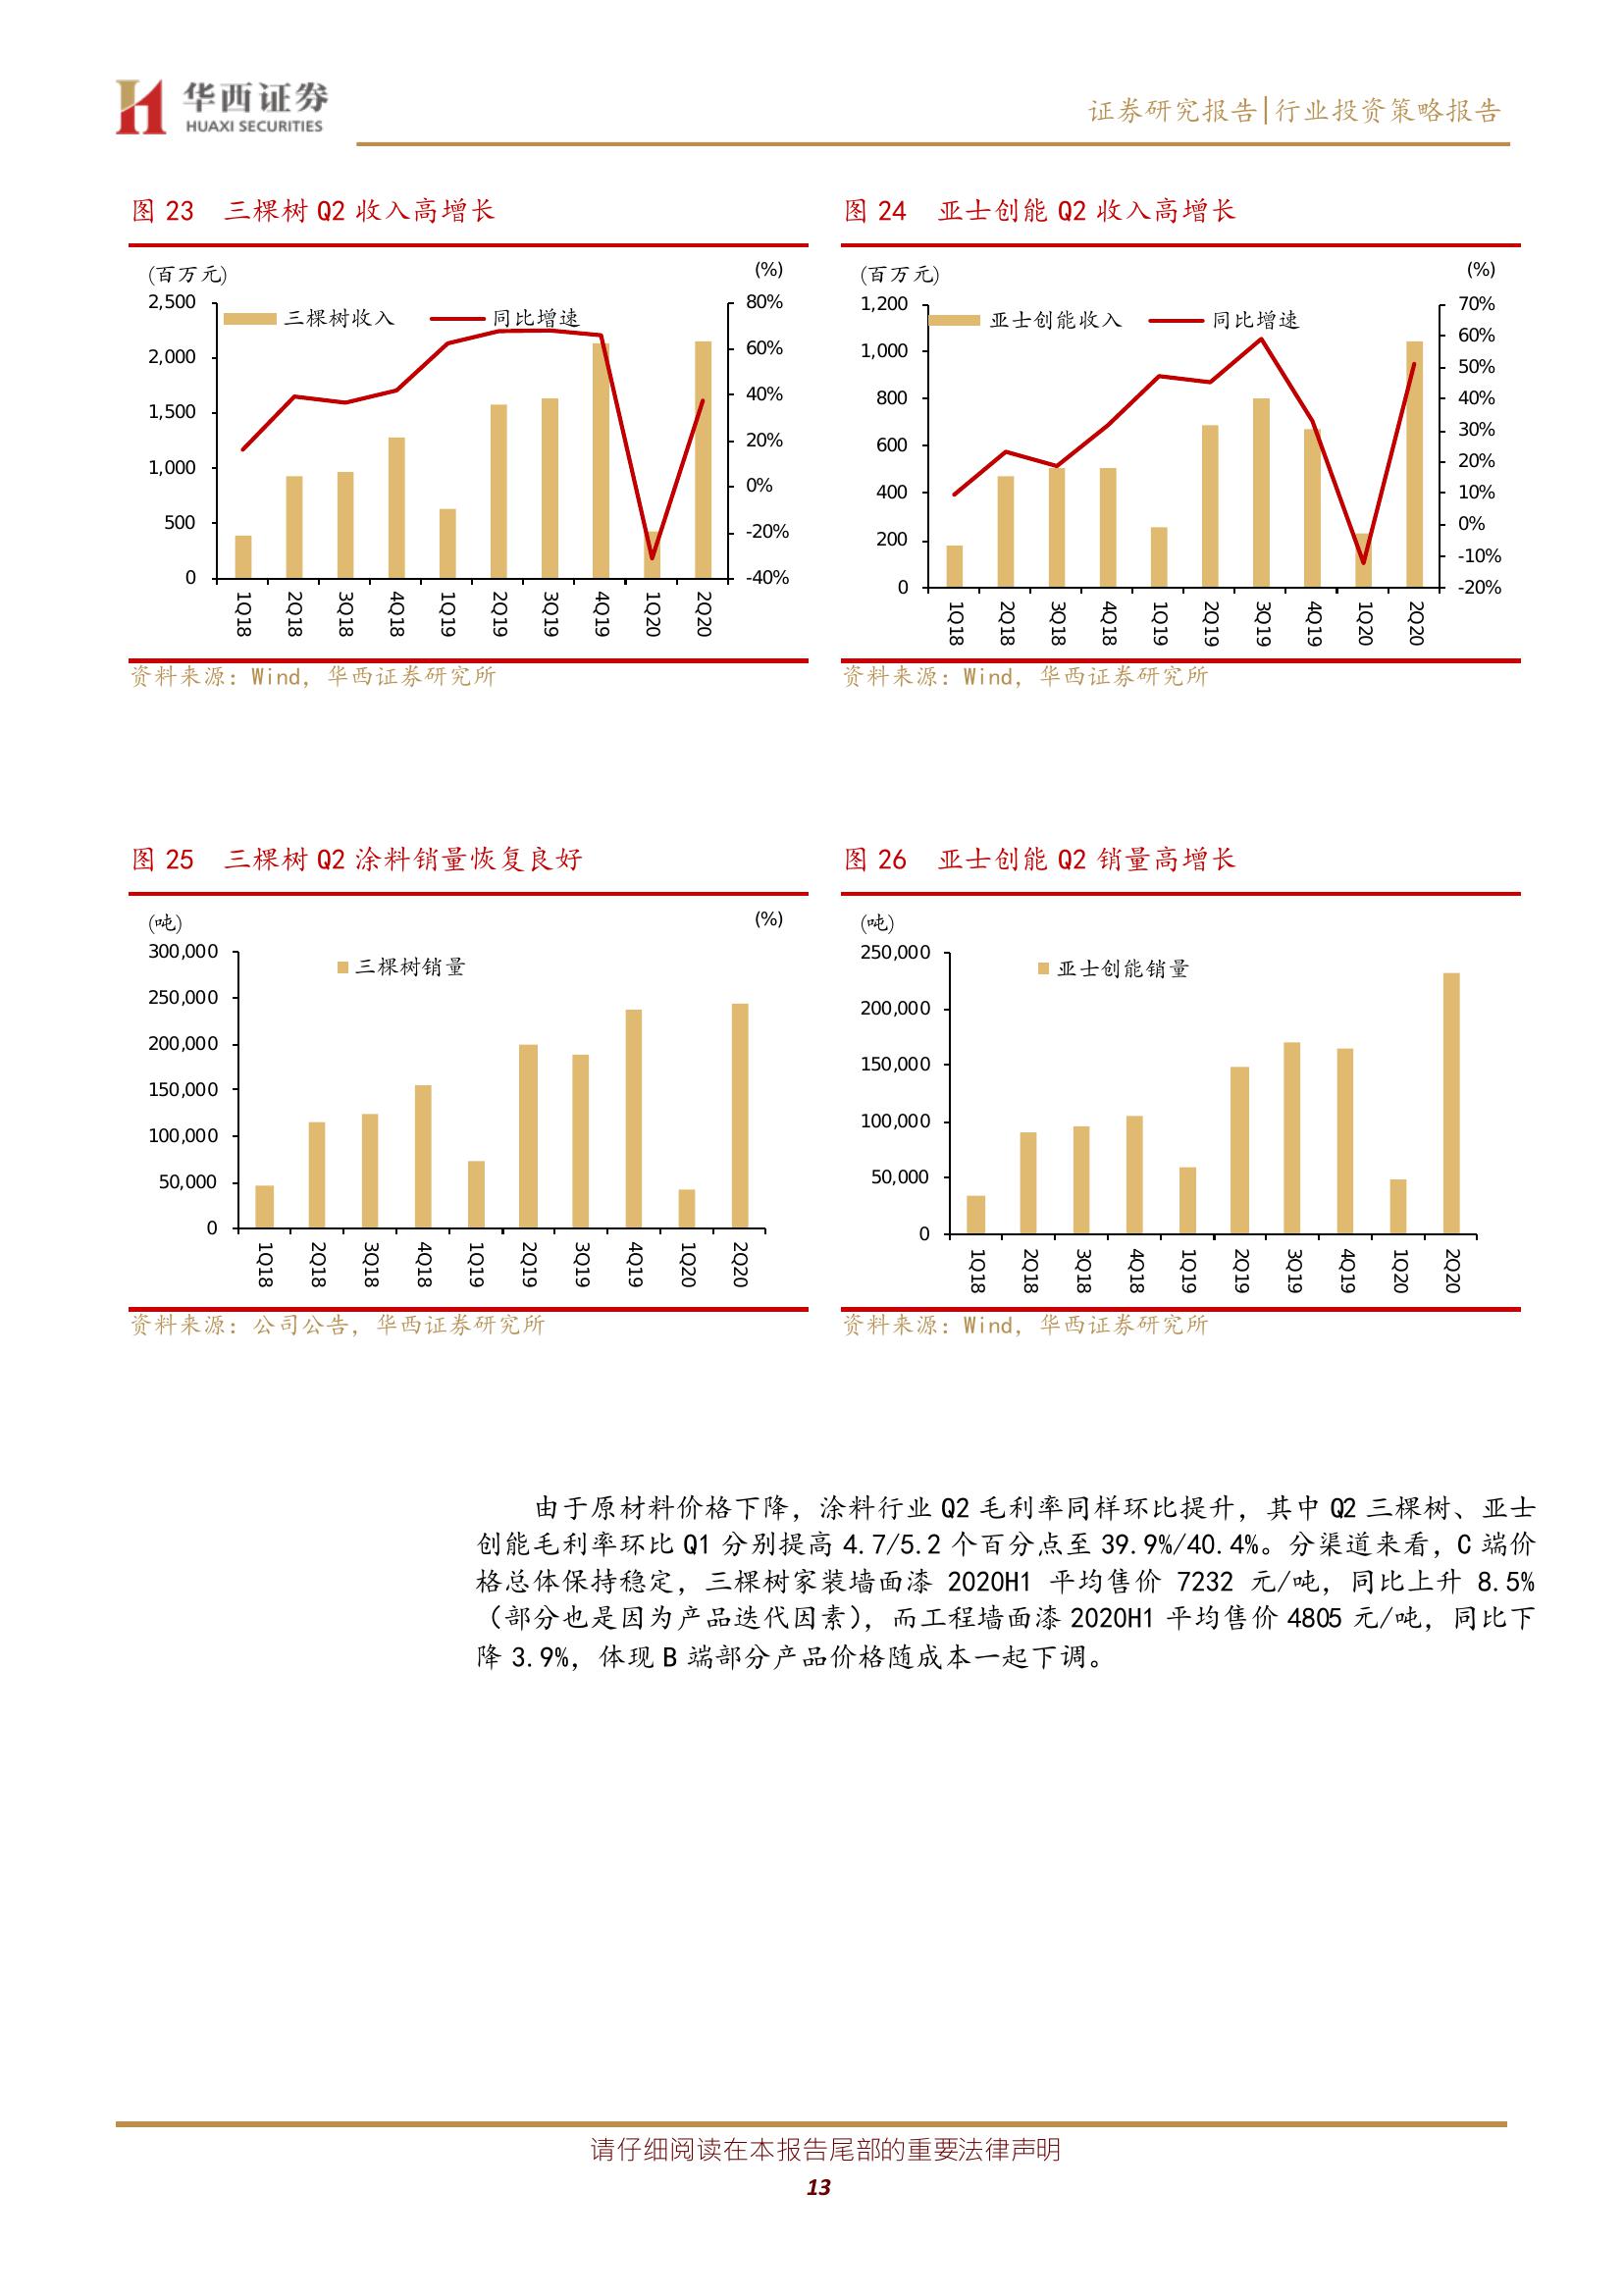 华西证券
HUAXI SECURITIES
证券研究报告|行业投资策略报告
图 23 三棵树 Q2 收入高增长
(百万元)
(%)
三棵树收入
同比增速
2,500
2,000
1,500
1,000
500
0
80%
60%
40%
20%
0%
-20%
-40%
1Q18
2Q18
3Q18
4Q18
1Q19
2Q19
3Q19
4Q19
1Q20
2Q20
资料来源：Wind，华西证券研究所
图 24 亚士创能 Q2 收入高增长
(百万元)
(%)
亚士创能收入
同比增速
1,200
1,000
800
600
400
200
0
70%
60%
50%
40%
30%
20%
10%
0%
-10%
-20%
1Q18
2Q18
3Q18
4Q18
1Q19
2Q19
3Q19
4Q19
1Q20
2Q20
资料来源：Wind，华西证券研究所
图 25 三棵树 Q2 涂料销量恢复良好
(吨)
(%)
三棵树销量
300,000
250,000
200,000
150,000
100,000
50,000
0
1Q18
2Q18
3Q18
4Q18
1Q19
2Q19
3Q19
4Q19
1Q20
2Q20
资料来源：公司公告，华西证券研究所
图 26 亚士创能 Q2 销量高增长
(吨)
亚士创能销量
250,000
200,000
150,000
100,000
50,000
0
1Q18
2Q18
3Q18
4Q18
1Q19
2Q19
3Q19
4Q19
1Q20
2Q20
资料来源：Wind，华西证券研究所
由于原材料价格下降，涂料行业 Q2 毛利率同样环比提升，其中 Q2 三棵树、亚士
创能毛利率环比 Q1 分别提高 4.7/5.2 个百分点至 39.9%/40.4%。分渠道来看，C 端价
格总体保持稳定，三棵树家装墙面漆 2020H1 平均售价 7232 元/吨，同比上升 8.5%
（部分也是因为产品迭代因素），而工程墙面漆 2020H1 平均售价 4805 元/吨，同比下
降 3.9%，体现 B 端部分产品价格随成本一起下调。
请仔细阅读在本报告尾部的重要法律声明
13